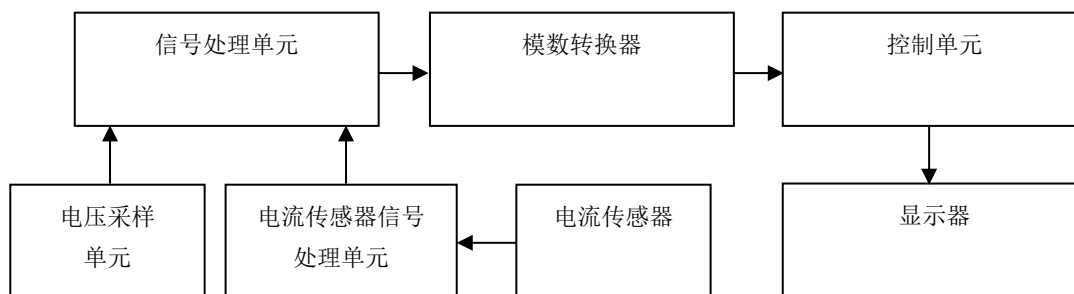 信号处理单元
模数转换器
控制单元
电压采样
单元
电流传感器信号
处理单元
电流传感器
显示器